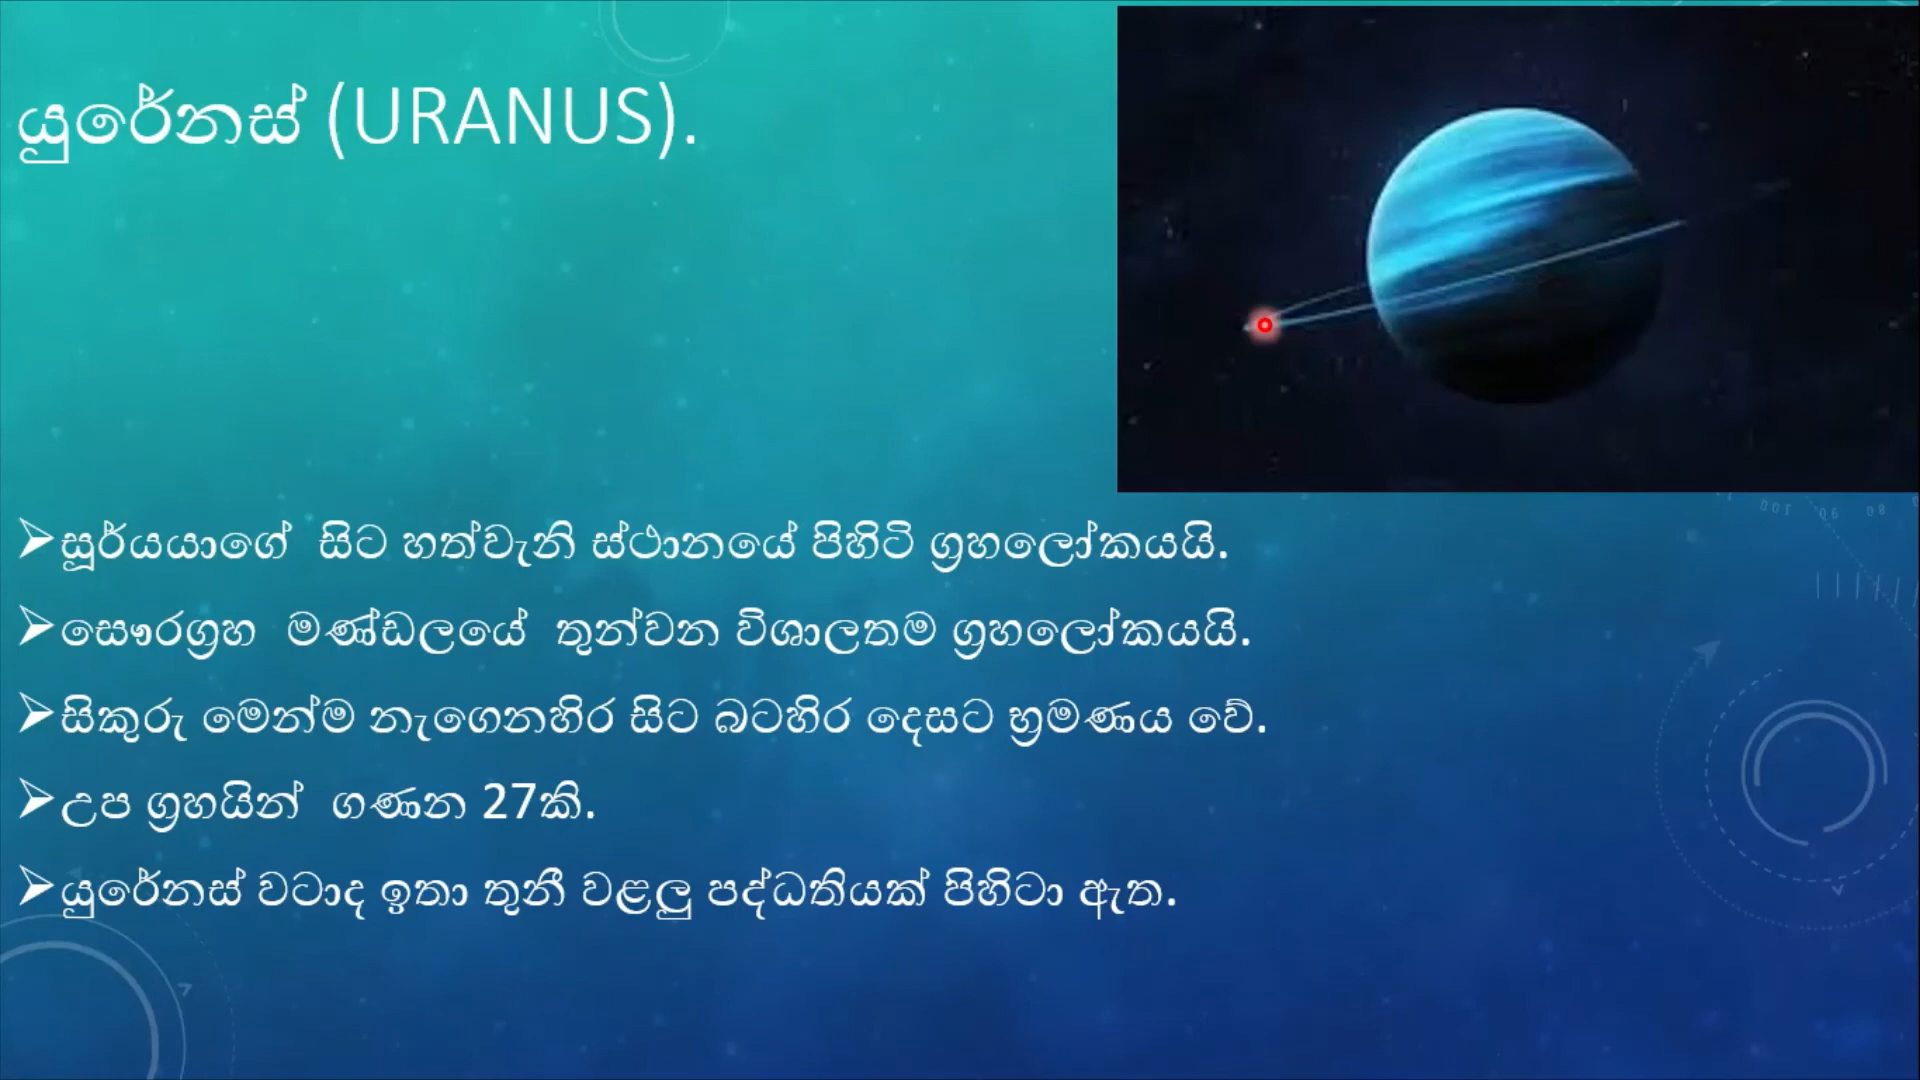 යුරේනස් (URANUS).
➤සූර්යයාගේ සිට හත්වැනි ස්ථානයේ පිහිටි ග්‍රහලෝකයයි.
➤සෞරග්‍රහ මණ්ඩලයේ තුන්වන විශාලතම ග්‍රහලෝකයයි.
➤සිකුරු මෙන්ම නැගෙනහිර සිට බටහිර දෙසට භ්‍රමණය වේ.
➤උප ග්‍රහයින් ගණන 27කි.
➤යුරේනස් වටාද ඉතා තුනී වළලු පද්ධතියක් පිහිටා ඇත.